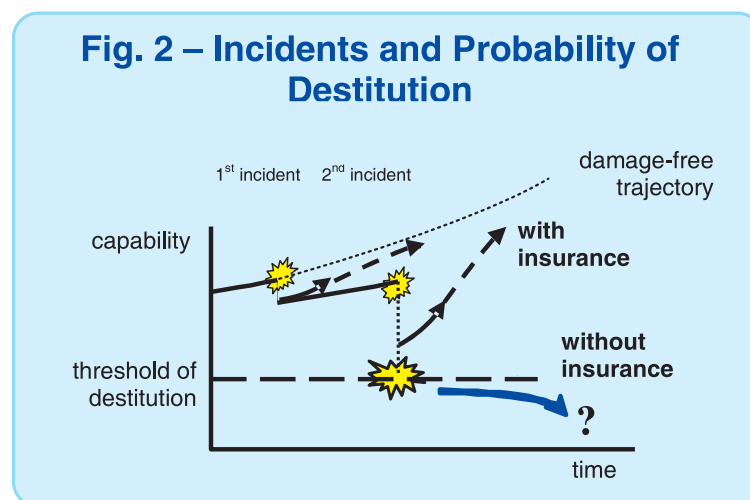 Fig. 2 – Incidents and Probability of
Destitution
1st incident 2nd incident
damage-free
trajectory
capability
with
insurance
without
insurance
threshold of
destitution
?
time